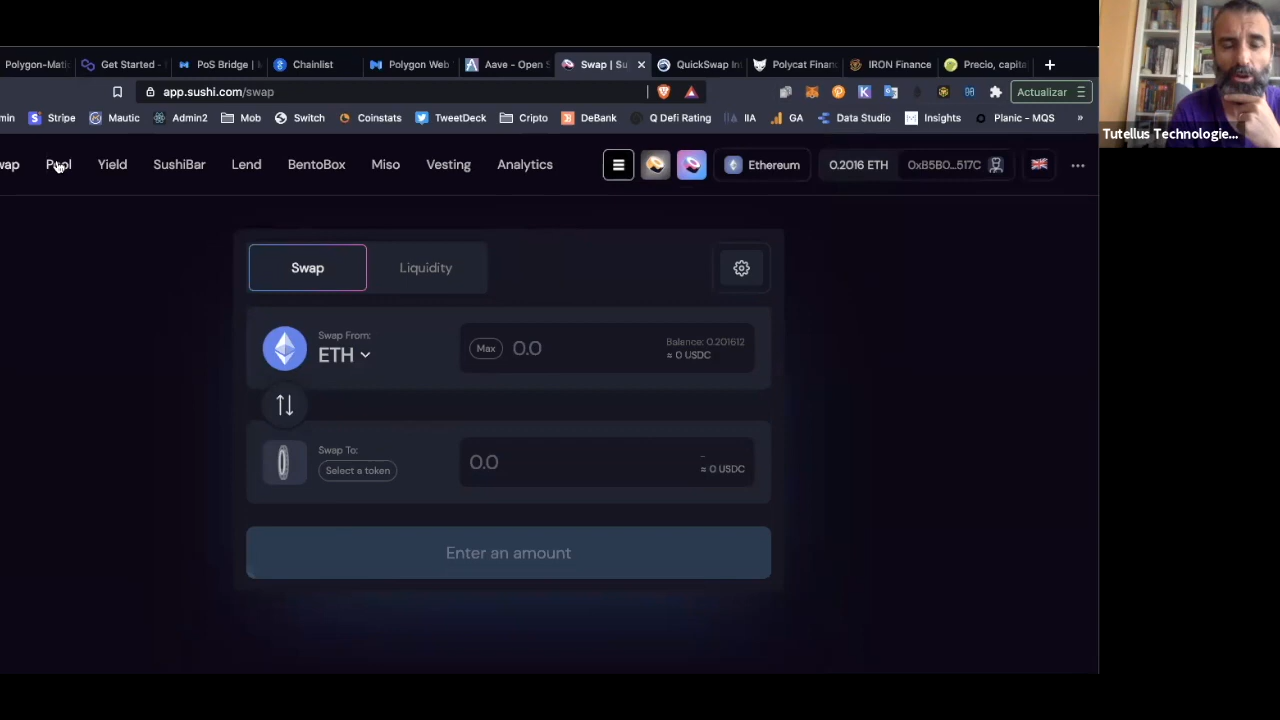 Polygon-Mati
Get Started -
PoS Bridge |
Chainlist
Polygon Web
Aave - Open S
Swap | Su
QuickSwap Int
Polycat Financ
IRON Finance
Precio, capita
app.sushi.com/swap
Actualizar
min
Stripe
Matic
Admin2
Mob
Switch
Coinstats
TweetDeck
Cripto
DeBank
Q Defi Rating
IIA
GA
Data Studio
Insights
Planic - MQS
»
Tutellus Technologie...
wap
Pool
Yield
SushiBar
Lend
BentoBox
Miso
Vesting
Analytics
Ethereum
0.2016 ETH
0xB5B0...517C
Swap
Liquidity
Swap From:
ETH
Max
0.0
Balance: 0.201612
≈ 0 USDC
Swap To:
Select a token
0.0
-
≈ 0 USDC
Enter an amount